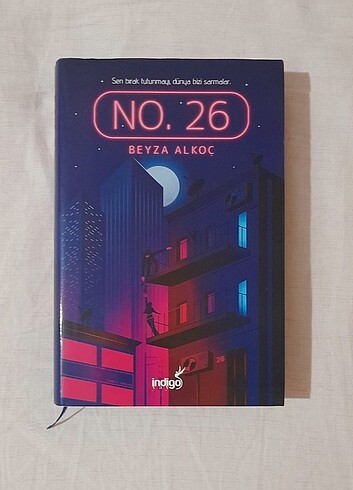 Sen bırak tutunmayı, dünya bizi sarmalar.
NO. 26
BEYZA ALKOÇ
26
indigo